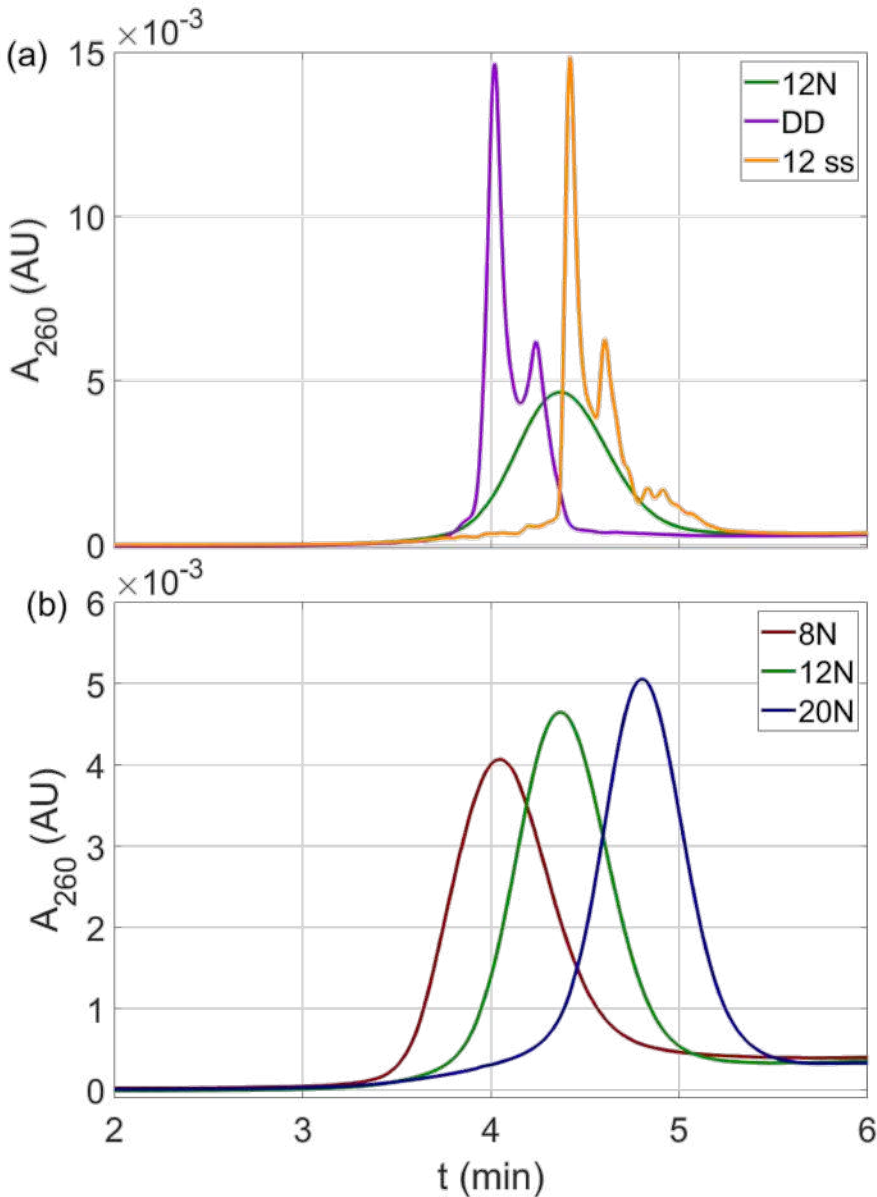 (a)
×10⁻³
15
10
5
0
A₂₆₀ (AU)
12N
DD
12 ss
(b)
×10⁻³
6
5
4
3
2
1
0
A₂₆₀ (AU)
8N
12N
20N
2 3 4 5 6
t (min)